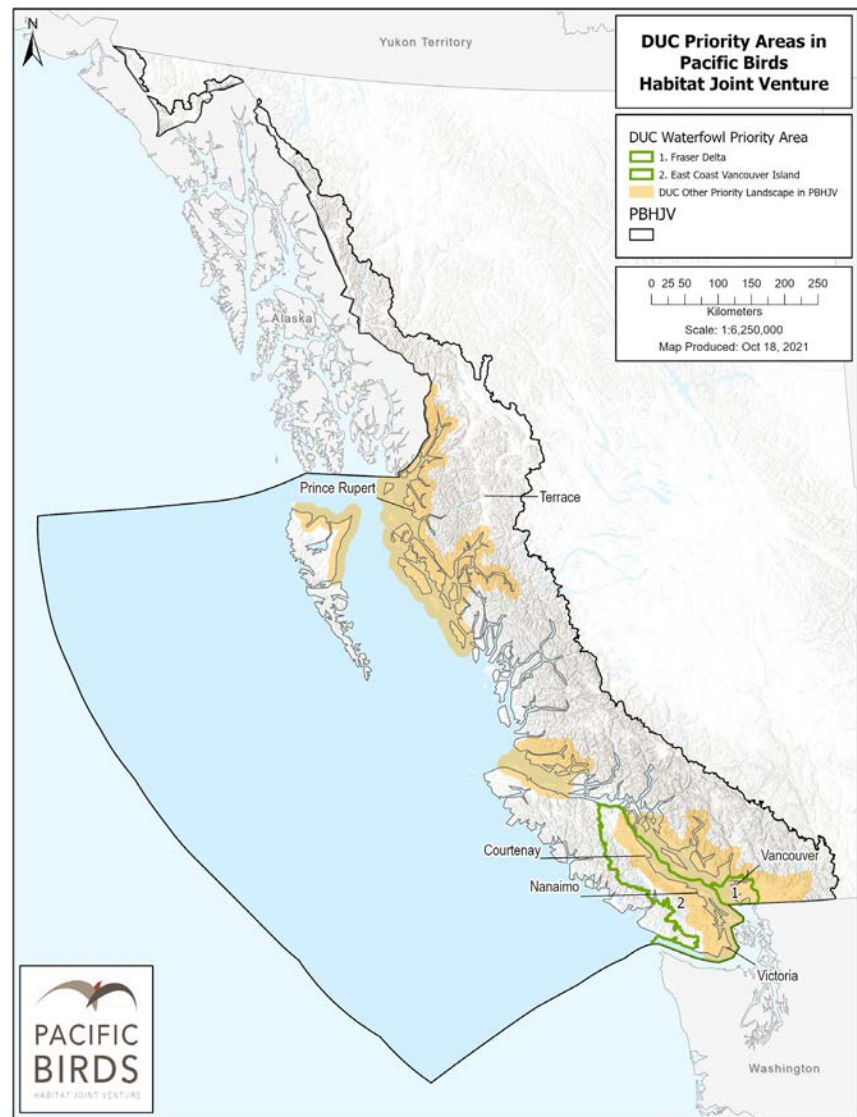 N
Yukon Territory
DUC Priority Areas in
Pacific Birds
Habitat Joint Venture
DUC Waterfowl Priority Area
1. Fraser Delta
2. East Coast Vancouver Island
DUC Other Priority Landscape in PBHJV
PBHJV
0 25 50 100 150 200 250
Kilometers
Scale: 1:6,250,000
Map Produced: Oct 18, 2021
Alaska
Prince Rupert
Terrace
Courtenay
Vancouver
Nanaimo
1
2
Victoria
Washington
PACIFIC
BIRDS
HABITAT JOINT VENTURE